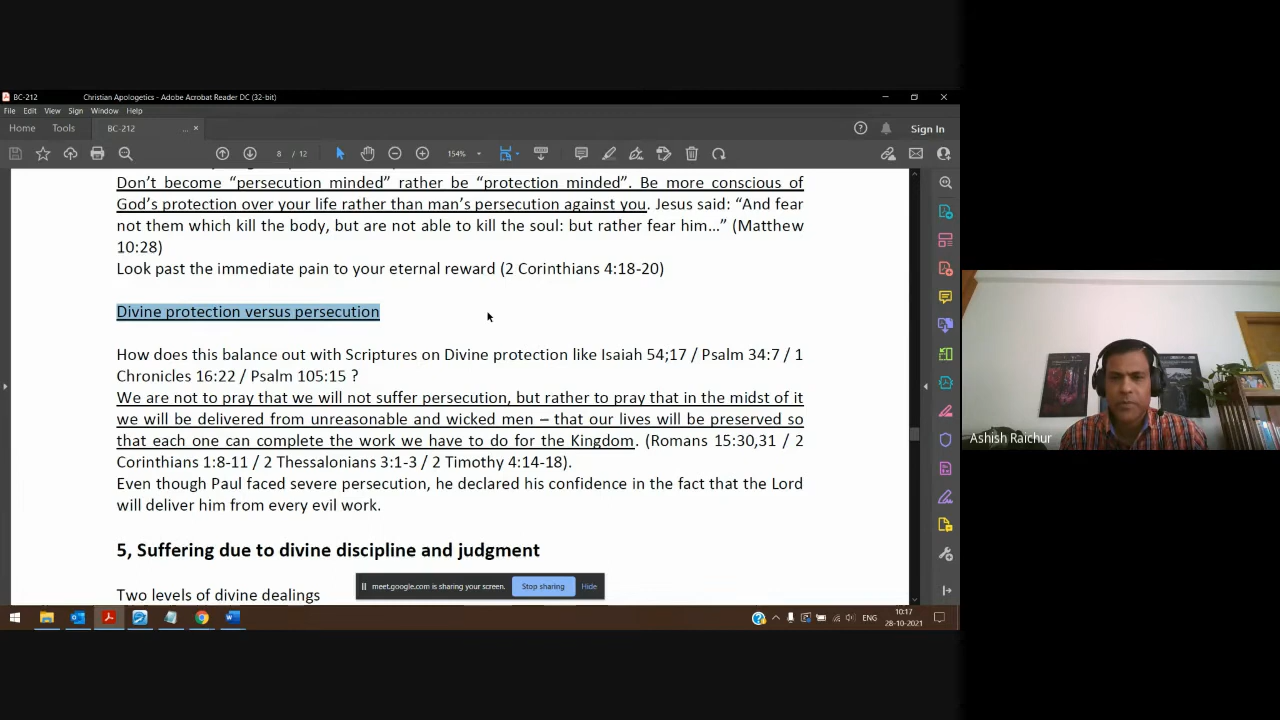 BC-212 Christian Apologetics - Adobe Acrobat Reader DC (32-bit)
File Edit View Sign Window Help
Home Tools BC-212 ... × Sign In
8 / 12 154%
Don't become “persecution minded” rather be “protection minded”. Be more conscious of
God's protection over your life rather than man's persecution against you. Jesus said: “And fear
not them which kill the body, but are not able to kill the soul: but rather fear him…” (Matthew
10:28)
Look past the immediate pain to your eternal reward (2 Corinthians 4:18-20)
Divine protection versus persecution
How does this balance out with Scriptures on Divine protection like Isaiah 54;17 / Psalm 34:7 / 1
Chronicles 16:22 / Psalm 105:15 ?
We are not to pray that we will not suffer persecution, but rather to pray that in the midst of it
we will be delivered from unreasonable and wicked men – that our lives will be preserved so
that each one can complete the work we have to do for the Kingdom. (Romans 15:30,31 / 2
Corinthians 1:8-11 / 2 Thessalonians 3:1-3 / 2 Timothy 4:14-18).
Even though Paul faced severe persecution, he declared his confidence in the fact that the Lord
will deliver him from every evil work.
5, Suffering due to divine discipline and judgment
Two levels of divine dealings
meet.google.com is sharing your screen. Stop sharing Hide
ENG 10:17
28-10-2021
Ashish Raichur